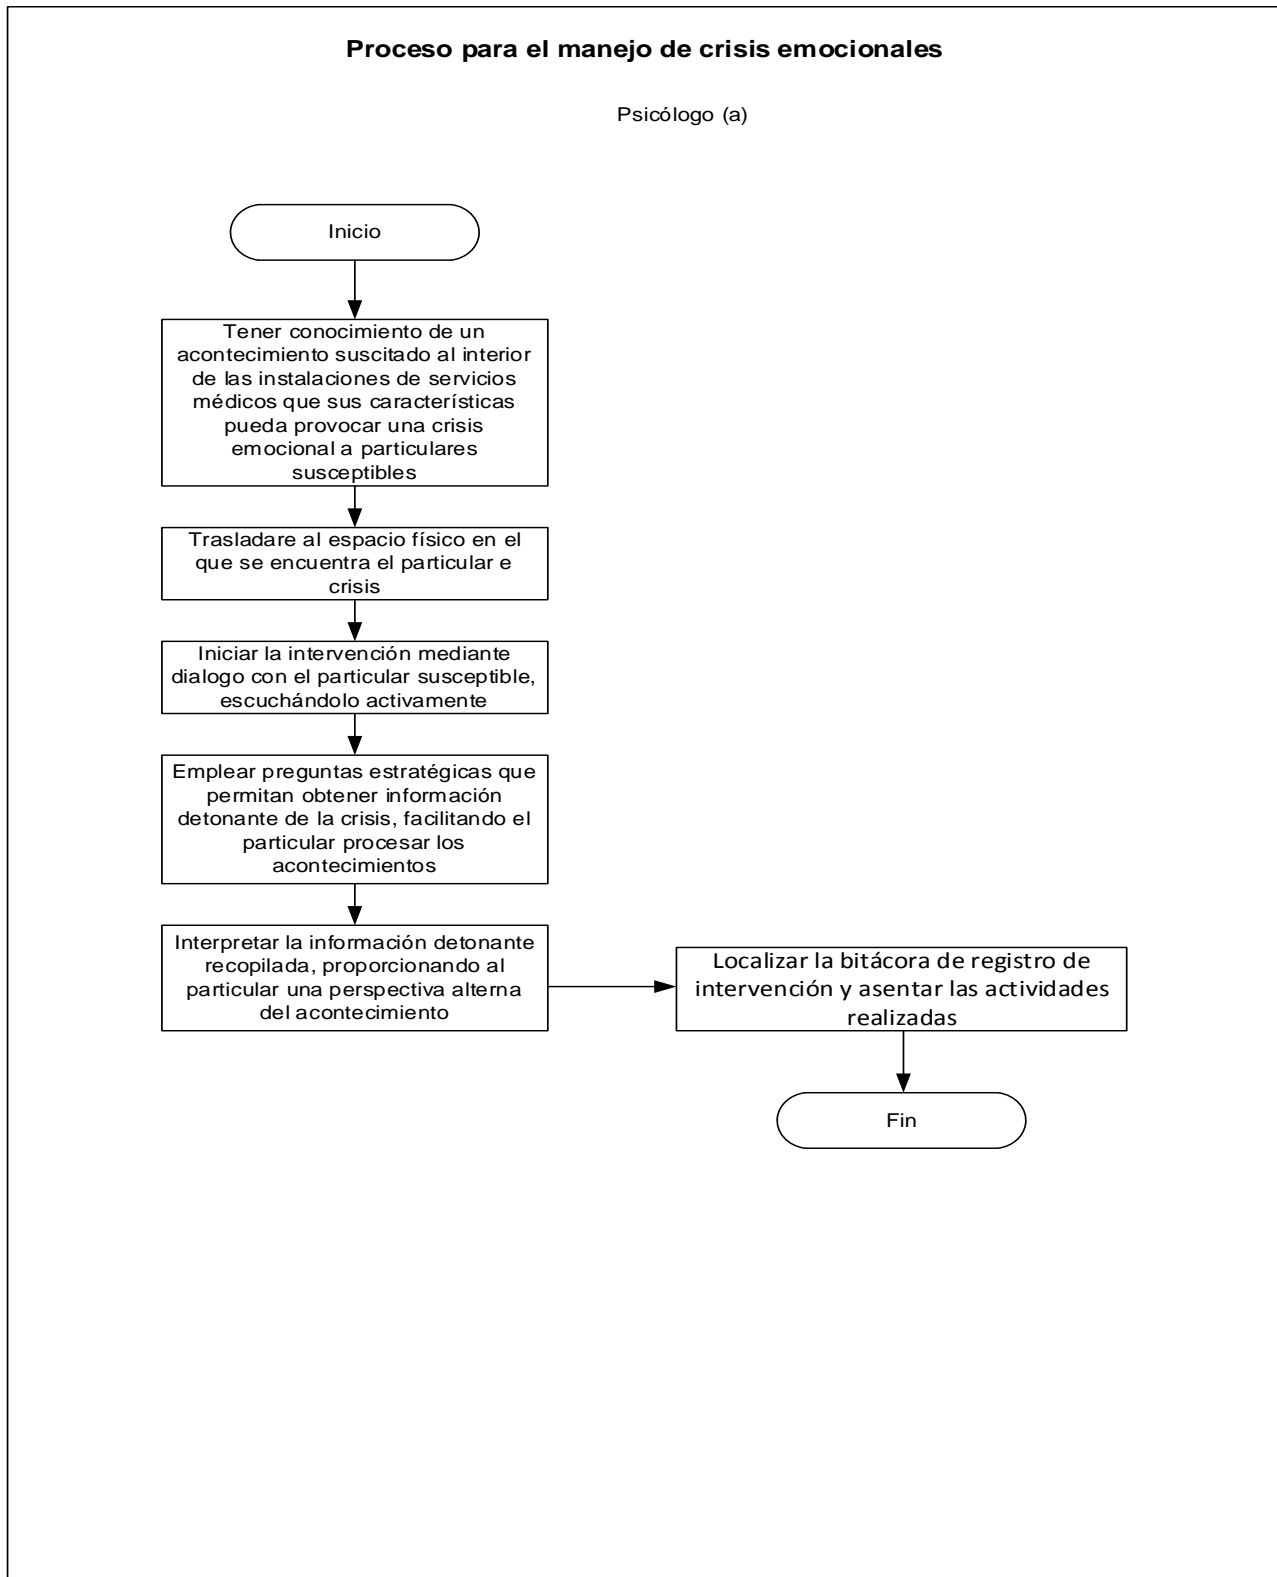 Proceso para el manejo de crisis emocionales
Psicólogo (a)
Inicio
Tener conocimiento de un
acontecimiento suscitado al interior
de las instalaciones de servicios
médicos que sus características
pueda provocar una crisis
emocional a particulares
susceptibles
Trasladare al espacio físico en el
que se encuentra el particular e
crisis
Iniciar la intervención mediante
dialogo con el particular susceptible,
escuchándolo activamente
Emplear preguntas estratégicas que
permitan obtener información
detonante de la crisis, facilitando el
particular procesar los
acontecimientos
Interpretar la información detonante
recopilada, proporcionando al
particular una perspectiva alterna
del acontecimiento
Localizar la bitácora de registro de
intervención y asentar las actividades
realizadas
Fin